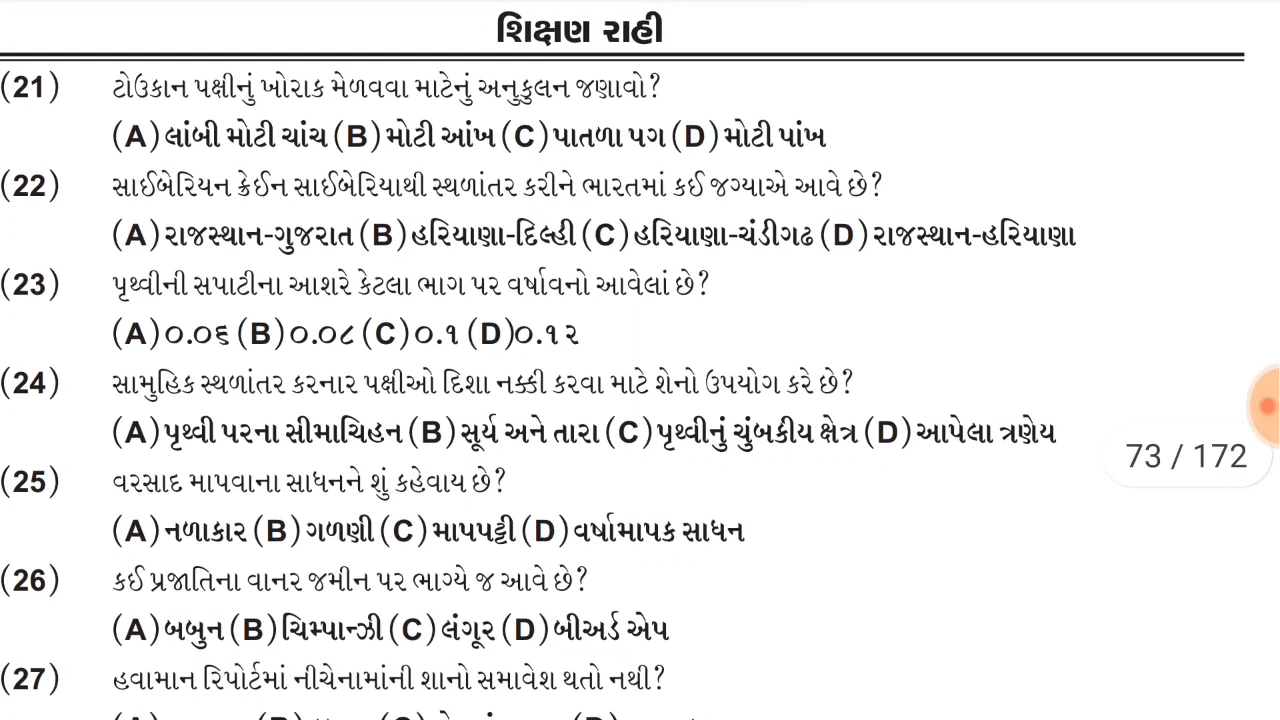 શિક્ષણ રાહી
(21) ટોઉકાન પક્ષીનું ખોરાક મેળવવા માટેનું અનુકુલન જણાવો?
(A) લાંબી મોટી ચાંચ (B) મોટી આંખ (C) પાતળા પગ (D) મોટી પાંખ
(22) સાઈબેરિયન ક્રેઈન સાઈબેરિયાથી સ્થળાંતર કરીને ભારતમાં કઈ જગ્યાએ આવે છે?
(A) રાજસ્થાન-ગુજરાત (B) હરિયાણા-દિલ્હી (C) હરિયાણા-ચંડીગઢ (D) રાજસ્થાન-હરિયાણા
(23) પૃથ્વીની સપાટીના આશરે કેટલા ભાગ પર વર્ષાવનો આવેલાં છે?
(A) ૦.૦૬ (B) ૦.૦૮ (C) ૦.૧ (D) ૦.૧૨
(24) સામુહિક સ્થળાંતર કરનાર પક્ષીઓ દિશા નક્કી કરવા માટે શેનો ઉપયોગ કરે છે?
(A) પૃથ્વી પરના સીમાચિહન (B) સૂર્ય અને તારા (C) પૃથ્વીનું ચુંબકીય ક્ષેત્ર (D) આપેલા ત્રણેય
73 / 172
(25) વરસાદ માપવાના સાધનને શું કહેવાય છે?
(A) નળાકાર (B) ગળણી (C) માપપટ્ટી (D) વર્ષામાપક સાધન
(26) કઈ પ્રજાતિના વાનર જમીન પર ભાગ્યે જ આવે છે?
(A) બબુન (B) ચિમ્પાન્ઝી (C) લંગૂર (D) બીઅર્ડ એપ
(27) હવામાન રિપોર્ટમાં નીચેનામાંની શાનો સમાવેશ થતો નથી?